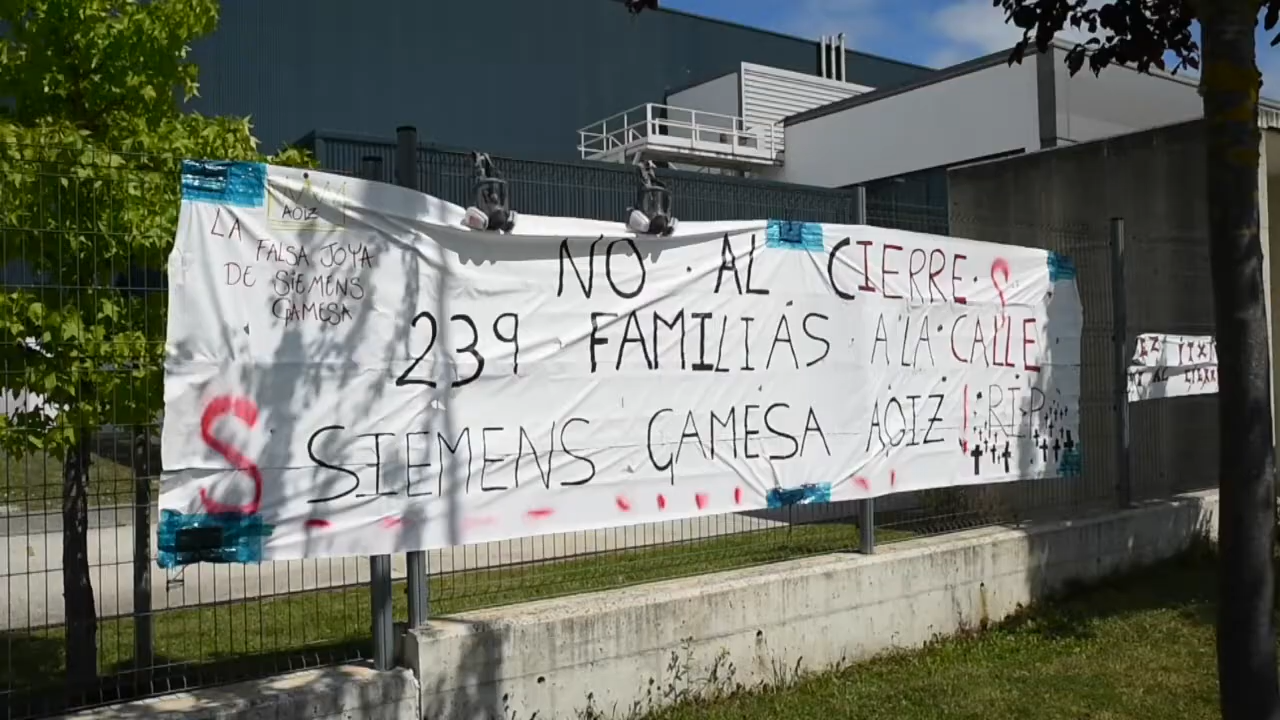 AOIZ
LA
FALSA JOYA
DE SIEMENS
GAMESA
NO · AL CIERRE · S
239 FAMILIAS · A·LA·CALLE
S SIEMENS GAMESA AOIZ ! R·I·P·